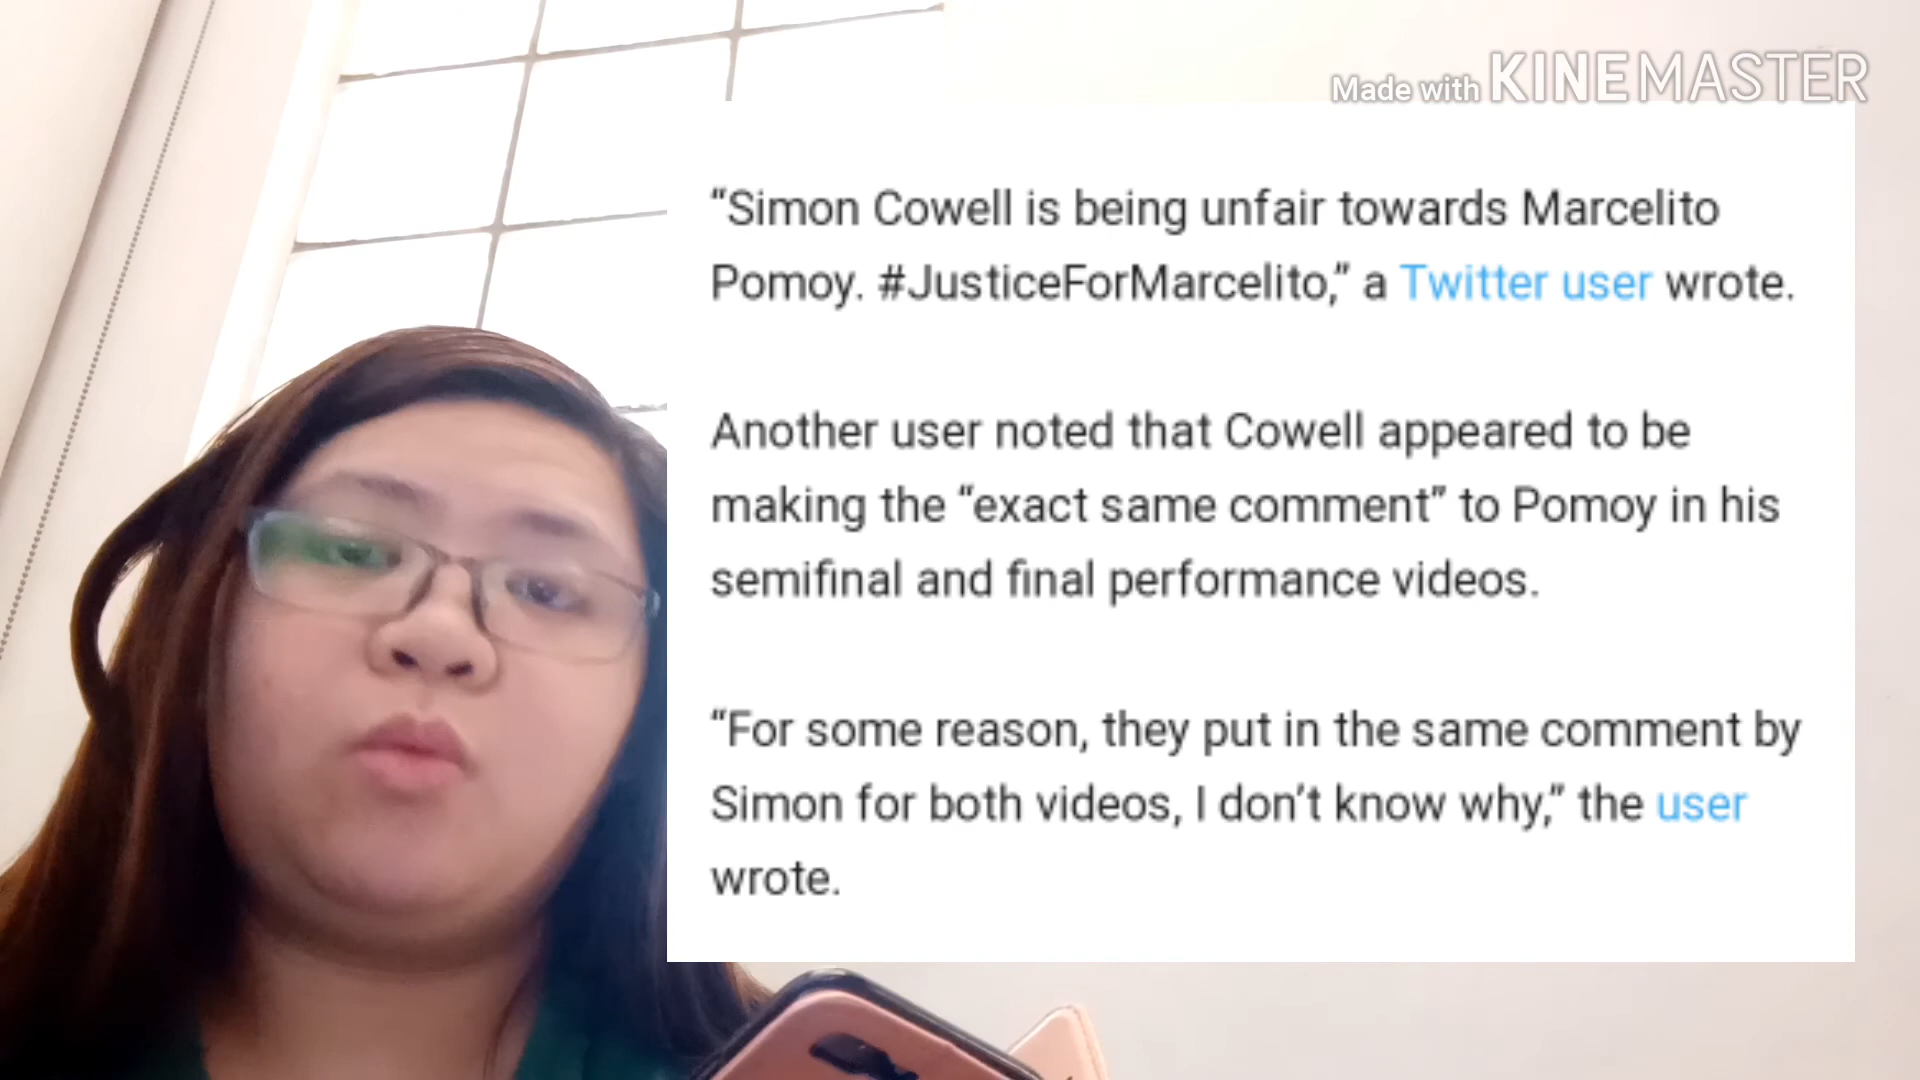 Made with KINEMASTER
“Simon Cowell is being unfair towards Marcelito
Pomoy. #JusticeForMarcelito,” a Twitter user wrote.
Another user noted that Cowell appeared to be
making the “exact same comment” to Pomoy in his
semifinal and final performance videos.
“For some reason, they put in the same comment by
Simon for both videos, I don’t know why,” the user
wrote.